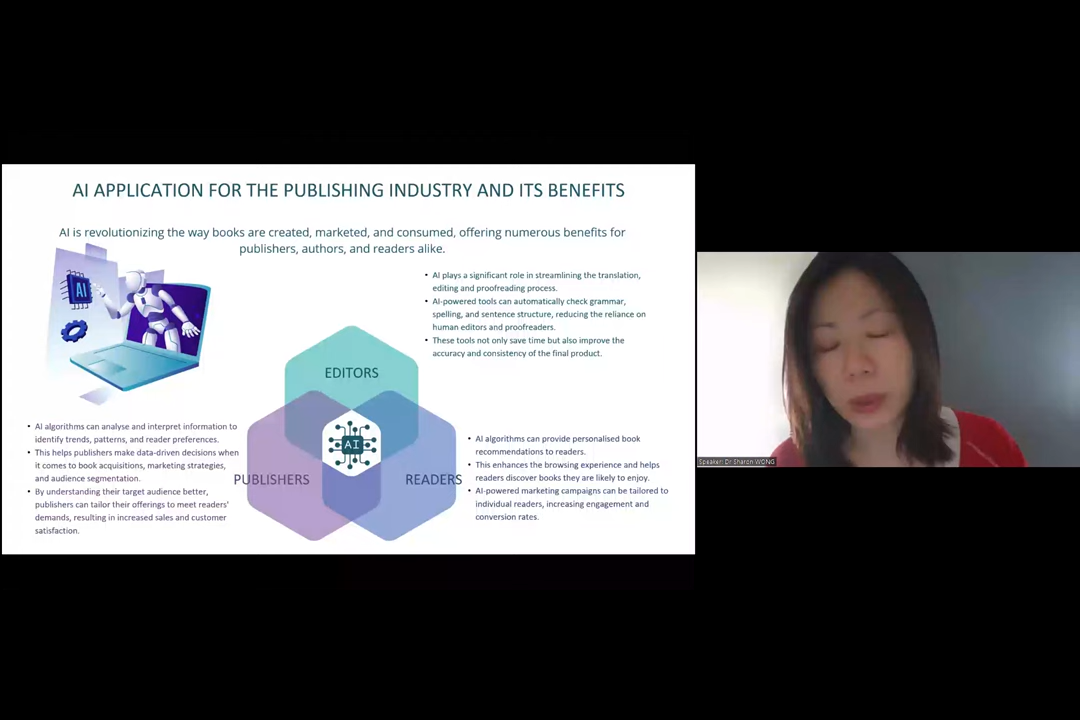 AI APPLICATION FOR THE PUBLISHING INDUSTRY AND ITS BENEFITS
AI is revolutionizing the way books are created, marketed, and consumed, offering numerous benefits for
publishers, authors, and readers alike.
AI
• AI plays a significant role in streamlining the translation,
editing and proofreading process.
• AI-powered tools can automatically check grammar,
spelling, and sentence structure, reducing the reliance on
human editors and proofreaders.
• These tools not only save time but also improve the
accuracy and consistency of the final product.
EDITORS
• AI algorithms can analyse and interpret information to
identify trends, patterns, and reader preferences.
• This helps publishers make data-driven decisions when
it comes to book acquisitions, marketing strategies,
and audience segmentation.
• By understanding their target audience better,
publishers can tailor their offerings to meet readers'
demands, resulting in increased sales and customer
satisfaction.
PUBLISHERS
AI
READERS
• AI algorithms can provide personalised book
recommendations to readers.
• This enhances the browsing experience and helps
readers discover books they are likely to enjoy.
• AI-powered marketing campaigns can be tailored to
individual readers, increasing engagement and
conversion rates.
Speaker: Dr Sharon WONG